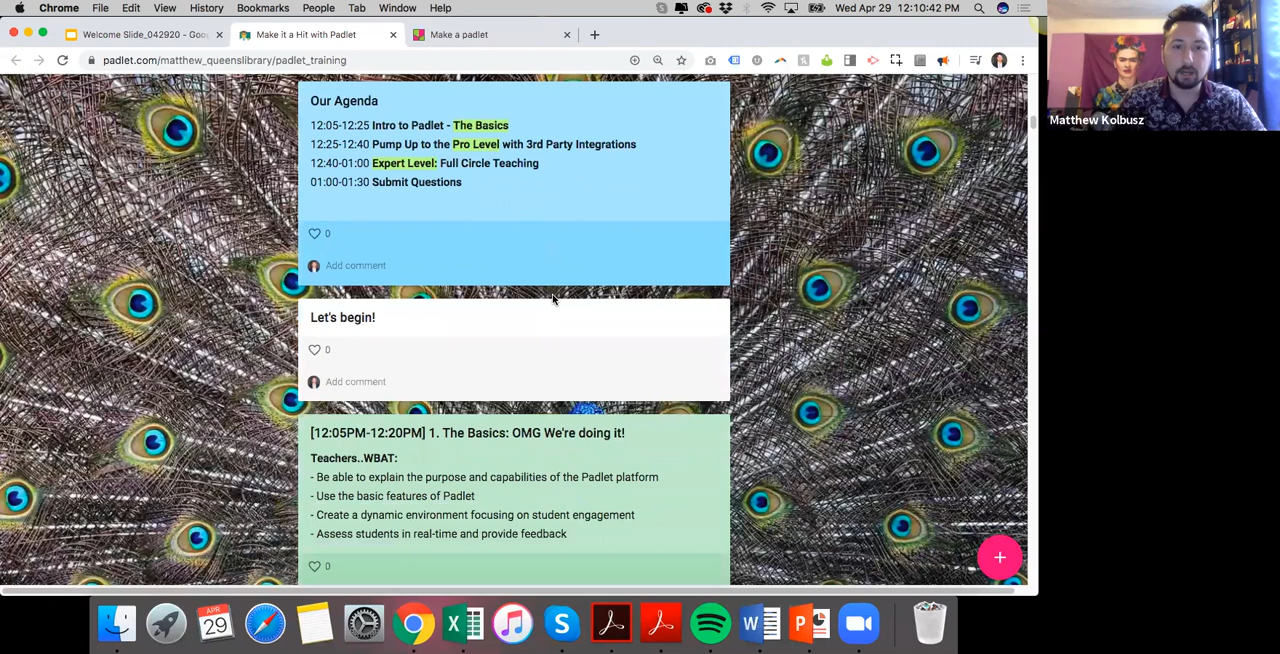 Chrome File Edit View History Bookmarks People Tab Window Help Wed Apr 29 12:10:42 PM
Welcome Slide_042920 - Goo Make it a Hit with Padlet Make a padlet
padlet.com/matthew_queenslibrary/padlet_training
Matthew Kolbusz
Our Agenda
12:05-12:25 Intro to Padlet - The Basics
12:25-12:40 Pump Up to the Pro Level with 3rd Party Integrations
12:40-01:00 Expert Level: Full Circle Teaching
01:00-01:30 Submit Questions
0
Add comment
Let's begin!
0
Add comment
[12:05PM-12:20PM] 1. The Basics: OMG We're doing it!
Teachers..WBAT:
- Be able to explain the purpose and capabilities of the Padlet platform
- Use the basic features of Padlet
- Create a dynamic environment focusing on student engagement
- Assess students in real-time and provide feedback
0
APR
29